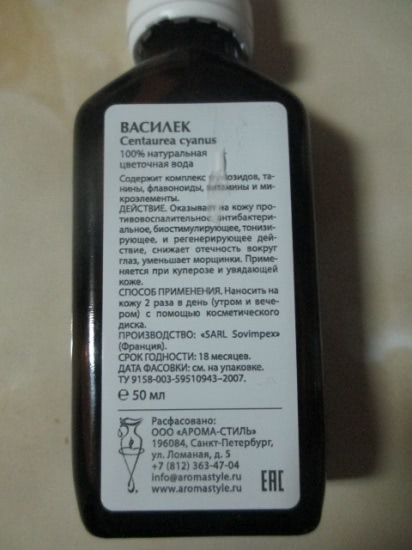 ВАСИЛЕК
Centaurea cyanus
100% натуральная
цветочная вода
Содержит комплекс та-
нины, флавоноиды, витамины и ми-
кроэлементы.
ДЕЙСТВИЕ. Оказывает на кожу про-
тивовоспалительное, антибактери-
альное, биостимулирующее, тонизи-
рующее, и регенерирующее дей-
ствие, снижает отечность вокруг
глаз, уменьшает морщинки. Приме-
няется при куперозе и увядающей
коже.
СПОСОБ ПРИМЕНЕНИЯ. Наносить на
кожу 2 раза в день (утром и вече-
ром) с помощью косметического
диска.
ПРОИЗВОДСТВО: «SARL Sovimpex»
(Франция).
СРОК ГОДНОСТИ: 18 месяцев.
ДАТА ФАСОВКИ: см. на упаковке.
ТУ 9158-003-59510943–2007.
℮ 50 мл
Расфасовано:
ООО «АРОМА-СТИЛЬ»
196084, Санкт-Петербург,
ул. Ломаная, д. 5
+7 (812) 363-47-04
info@aromastyle.ru
www.aromastyle.ru
EAC